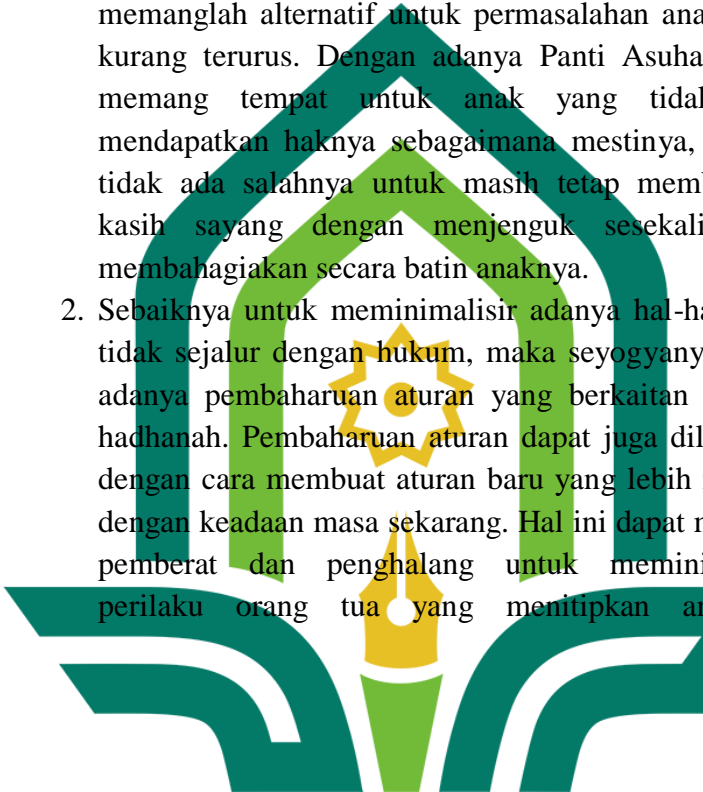 memanglah alternatif untuk permasalahan ana
kurang terurus. Dengan adanya Panti Asuha
memang tempat untuk anak yang tidal
mendapatkan haknya sebagaimana mestinya,
tidak ada salahnya untuk masih tetap memb
kasih sayang dengan menjenguk sesekali
membahagiakan secara batin anaknya.
2. Sebaiknya untuk meminimalisir adanya hal-ha
tidak sejalur dengan hukum, maka seyogyany
adanya pembaharuan aturan yang berkaitan
hadhanah. Pembaharuan aturan dapat juga dil
dengan cara membuat aturan baru yang lebih
dengan keadaan masa sekarang. Hal ini dapat
pemberat dan penghalang untuk memini
perilaku orang tua yang menitipkan a